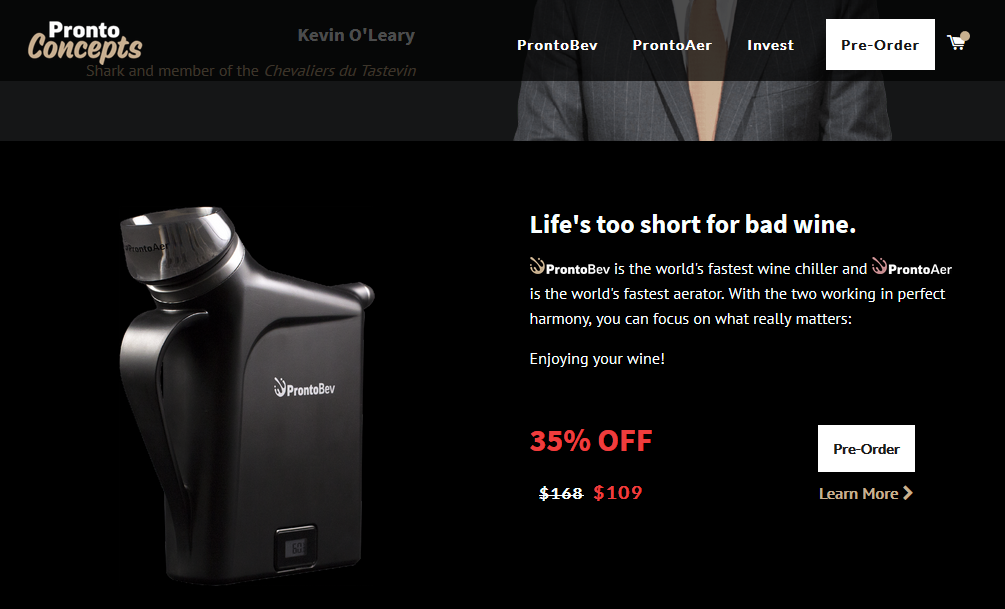 Pronto
Concepts
Kevin O'Leary
Shark and member of the Chevaliers du Tastevin
ProntoBev
ProntoAer
Invest
Pre-Order
ProntoAer
ProntoBev
Life's too short for bad wine.
ProntoBev is the world's fastest wine chiller and ProntoAer
is the world's fastest aerator. With the two working in perfect
harmony, you can focus on what really matters:
Enjoying your wine!
35% OFF
$168 $109
Pre-Order
Learn More